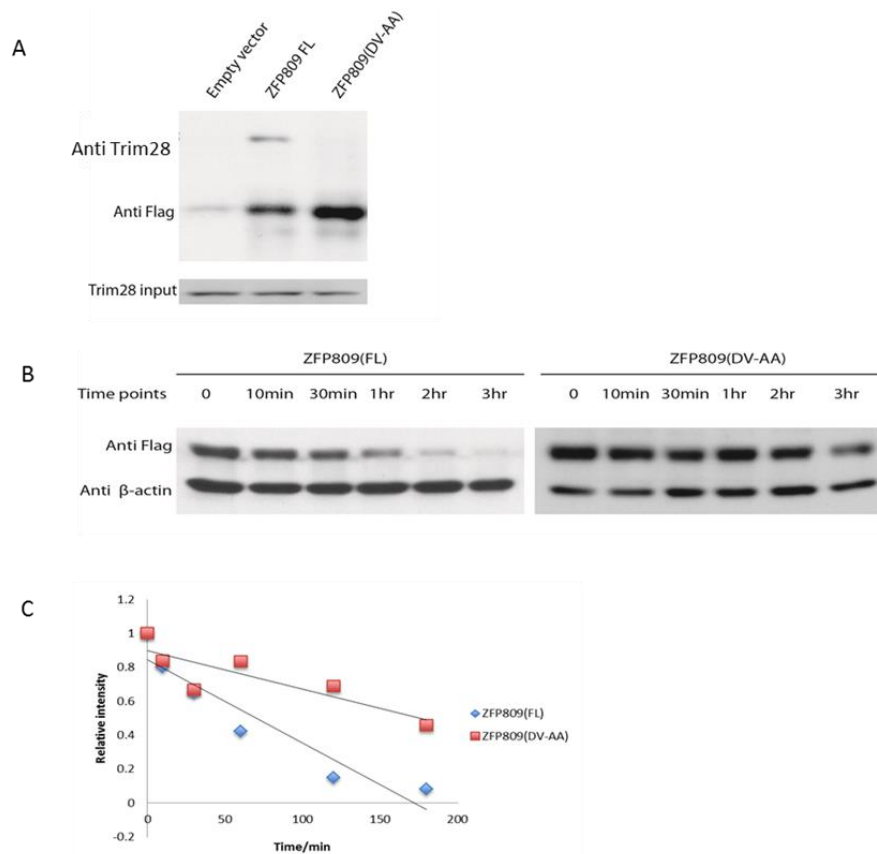 A
Empty vector
ZFP809 FL
ZFP809(DV-AA)
Anti Trim28
Anti Flag
Trim28 input
B
ZFP809(FL)
ZFP809(DV-AA)
Time points 0 10min 30min 1hr 2hr 3hr 0 10min 30min 1hr 2hr 3hr
Anti Flag
Anti β-actin
C
1.2
1
0.8
0.6
0.4
0.2
0
-0.2
Relative intensity
0 50 100 150 200
Time/min
ZFP809(FL)
ZFP809(DV-AA)